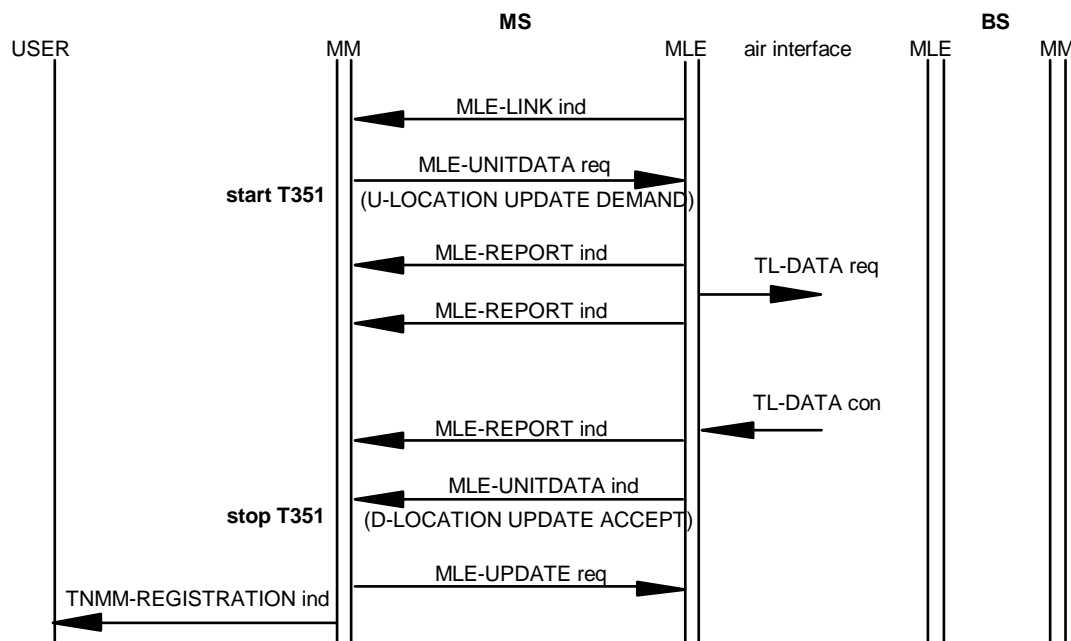 MS BS
USER MM MLE air interface MLE MM
MLE-LINK ind
MLE-UNITDATA req
start T351 (U-LOCATION UPDATE DEMAND)
MLE-REPORT ind
TL-DATA req
MLE-REPORT ind
TL-DATA con
MLE-REPORT ind
MLE-UNITDATA ind
stop T351 (D-LOCATION UPDATE ACCEPT)
MLE-UPDATE req
TNMM-REGISTRATION ind